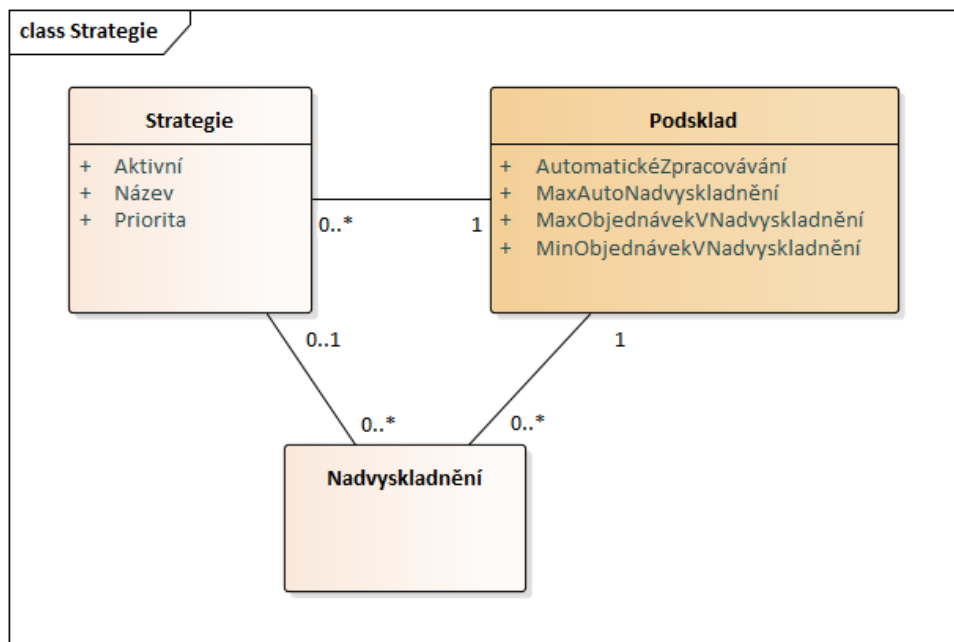 class Strategie
Strategie
+ Aktivní
+ Název
+ Priorita
Podsklad
+ AutomatickéZpracovávání
+ MaxAutoNadvyskladnění
+ MaxObjednávekVNadvyskladnění
+ MinObjednávekVNadvyskladnění
0..*
1
0..1
1
0..*
0..*
Nadvyskladnění